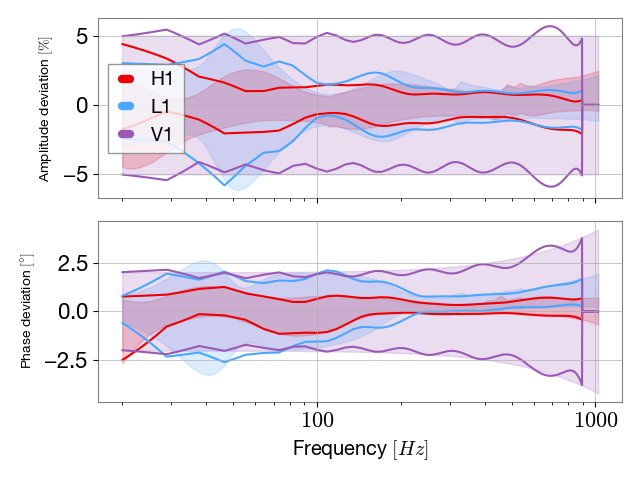 Amplitude deviation [%]
5
0
−5
H1
L1
V1
Phase deviation [°]
2.5
0.0
−2.5
100
1000
Frequency [Hz]